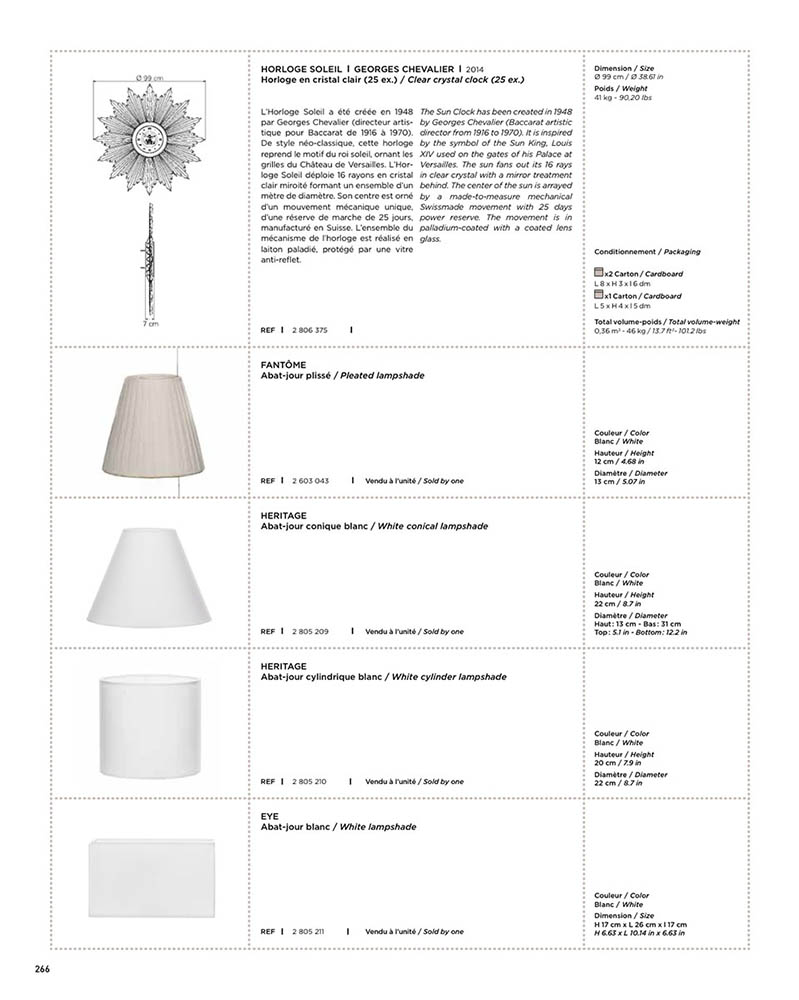 Ø 99 cm
7 cm
HORLOGE SOLEIL I GEORGES CHEVALIER I 2014
Horloge en cristal clair (25 ex.) / Clear crystal clock (25 ex.)
L'Horloge Soleil a été créée en 1948
par Georges Chevalier (directeur artis-
tique pour Baccarat de 1916 à 1970).
De style néo-classique, cette horloge
reprend le motif du roi soleil, ornant les
grilles du Château de Versailles. L'Hor-
loge Soleil déploie 16 rayons en cristal
clair miroité formant un ensemble d'un
mètre de diamètre. Son centre est orné
d'un mouvement mécanique unique,
d'une réserve de marche de 25 jours,
manufacturé en Suisse. L'ensemble du
mécanisme de l'horloge est réalisé en
laiton paladié, protégé par une vitre
anti-reflet.
The Sun Clock has been created in 1948
by Georges Chevalier (Baccarat artistic
director from 1916 to 1970). It is inspired
by the symbol of the Sun King, Louis
XIV used on the gates of his Palace at
Versailles. The sun fans out its 16 rays
in clear crystal with a mirror treatment
behind. The center of the sun is arrayed
by a made-to-measure mechanical
Swissmade movement with 25 days
power reserve. The movement is in
palladium-coated with a coated lens
glass.
REF I 2 806 375 I
Dimension / Size
Ø 99 cm / Ø 38.61 in
Poids / Weight
41 kg - 90,20 lbs
Conditionnement / Packaging
x2 Carton / Cardboard
L 8 x H 3 x l 6 dm
x1 Carton / Cardboard
L 5 x H 4 x l 5 dm
Total volume-poids / Total volume-weight
0,36 m³ - 46 kg / 13.7 ft³- 101.2 lbs
FANTÔME
Abat-jour plissé / Pleated lampshade
REF I 2 603 043 I Vendu à l'unité / Sold by one
Couleur / Color
Blanc / White
Hauteur / Height
12 cm / 4.68 in
Diamètre / Diameter
13 cm / 5.07 in
HERITAGE
Abat-jour conique blanc / White conical lampshade
REF I 2 805 209 I Vendu à l'unité / Sold by one
Couleur / Color
Blanc / White
Hauteur / Height
22 cm / 8.7 in
Diamètre / Diameter
Haut : 13 cm - Bas : 31 cm
Top : 5.1 in - Bottom : 12.2 in
HERITAGE
Abat-jour cylindrique blanc / White cylinder lampshade
REF I 2 805 210 I Vendu à l'unité / Sold by one
Couleur / Color
Blanc / White
Hauteur / Height
20 cm / 7.9 in
Diamètre / Diameter
22 cm / 8.7 in
EYE
Abat-jour blanc / White lampshade
REF I 2 805 211 I Vendu à l'unité / Sold by one
Couleur / Color
Blanc / White
Dimension / Size
H 17 cm x L 26 cm x l 17 cm
H 6.63 x L 10.14 in x 6.63 in
266